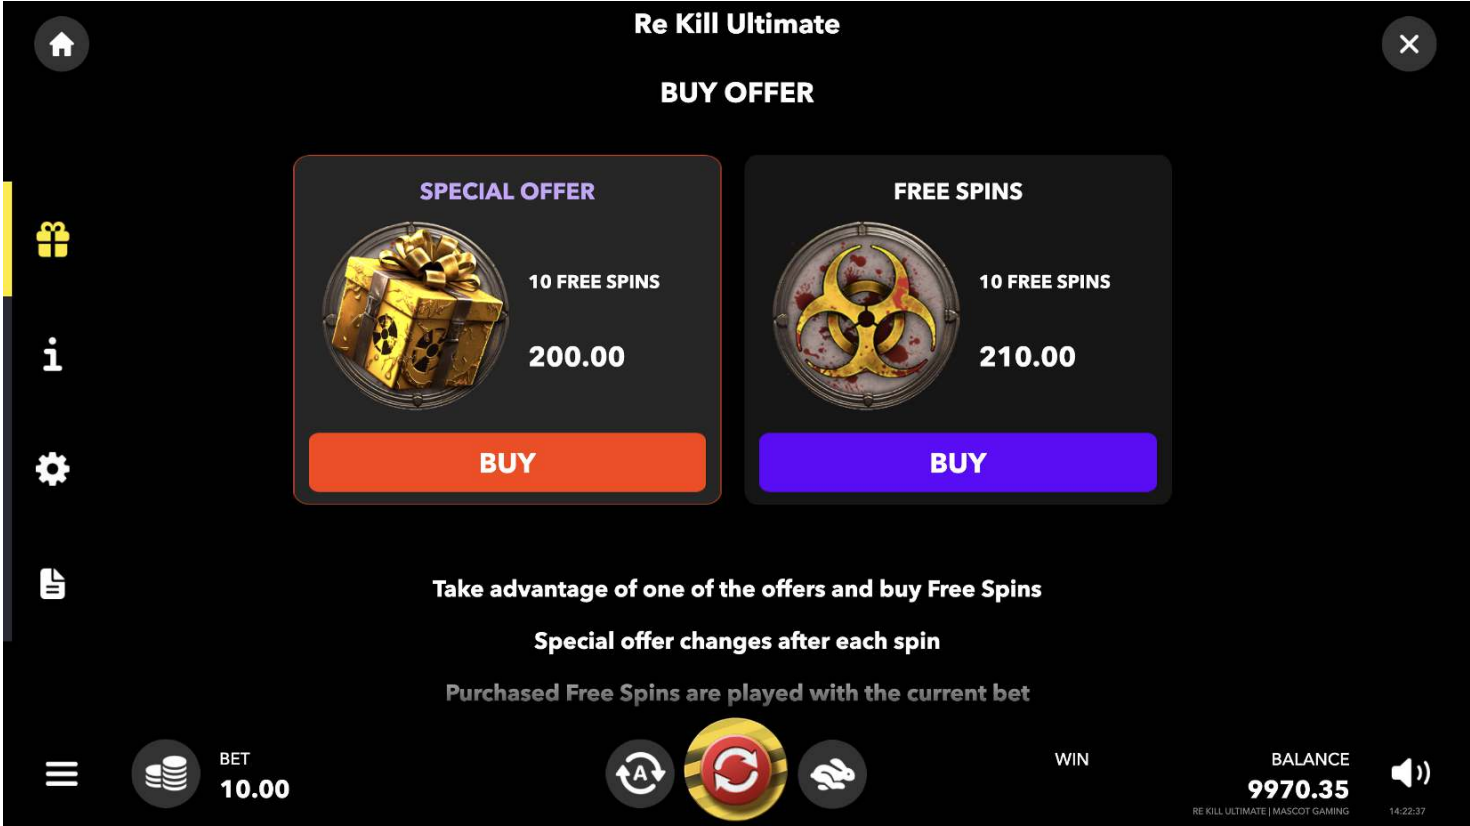 Re Kill Ultimate
BUY OFFER
SPECIAL OFFER
10 FREE SPINS
200.00
BUY
FREE SPINS
10 FREE SPINS
210.00
BUY
Take advantage of one of the offers and buy Free Spins
Special offer changes after each spin
Purchased Free Spins are played with the current bet
BET
10.00
A
WIN
BALANCE
9970.35
RE KILL ULTIMATE | MASCOT GAMING
14:22:37